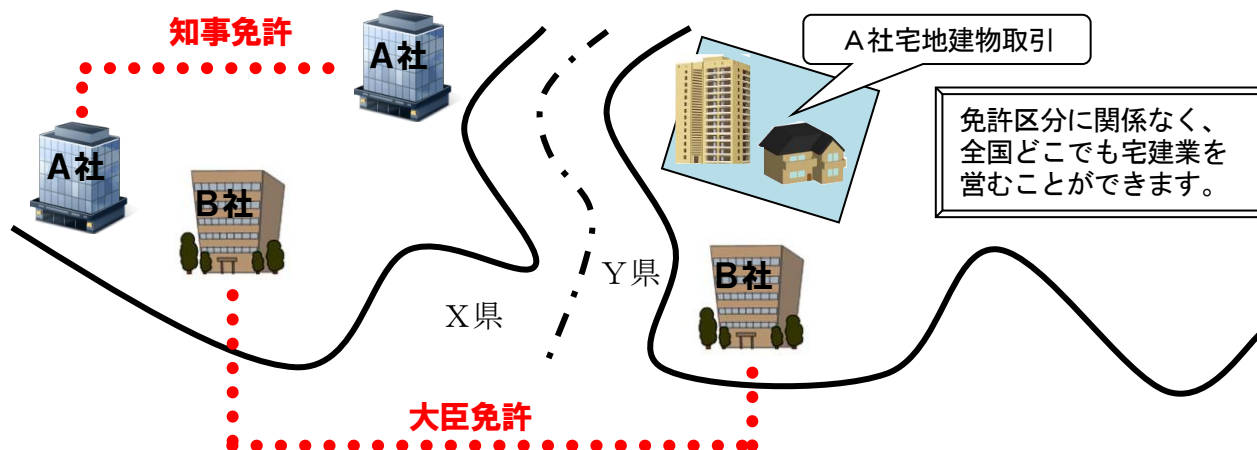 知事免許
A社
A社宅地建物取引
免許区分に関係なく、
全国どこでも宅建業を
営むことができます。
A社
B社
B社
Y県
X県
大臣免許